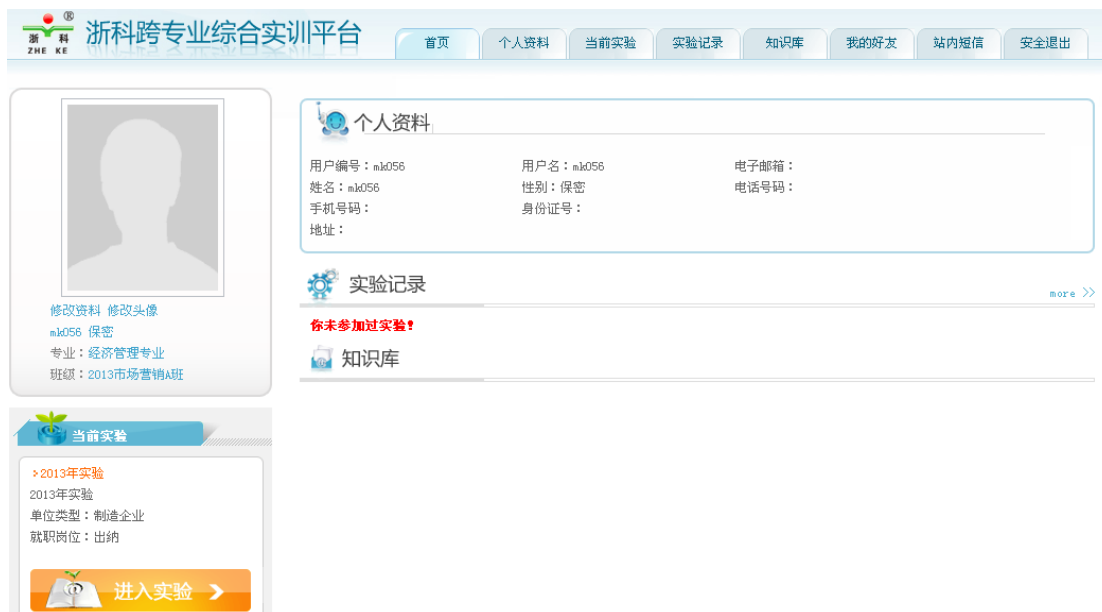 浙 科 ®
ZHE KE
浙科跨专业综合实训平台
首页 个人资料 当前实验 实验记录 知识库 我的好友 站内短信 安全退出
个人资料
用户编号：mk056 用户名：mk056 电子邮箱：
姓名：mk056 性别：保密 电话号码：
手机号码： 身份证号：
地址：
实验记录
more >>
你未参加过实验！
知识库
修改资料 修改头像
mk056 保密
专业：经济管理专业
班级：2013市场营销A班
当前实验
>2013年实验
2013年实验
单位类型：制造企业
就职岗位：出纳
进入实验